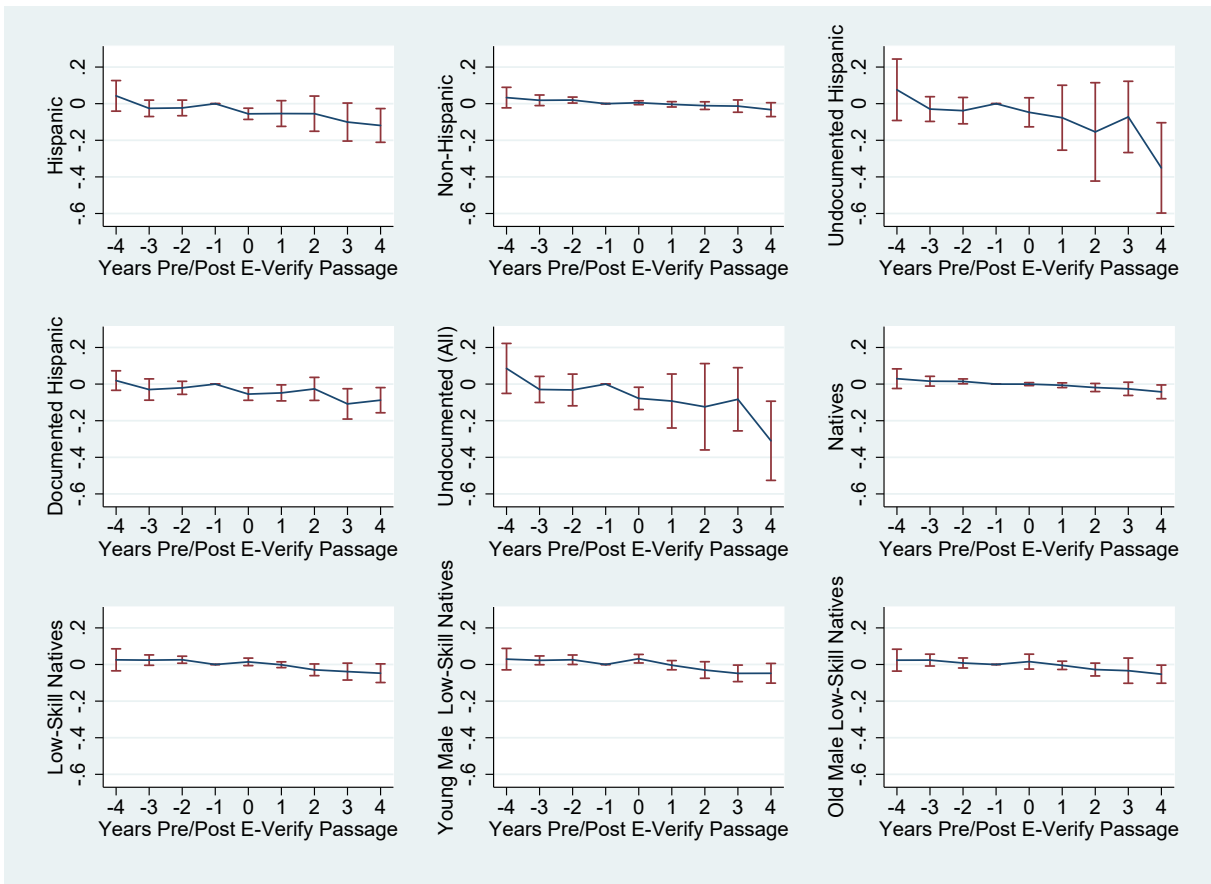 Hispanic
.2
0
-.2
-.4
-.6
-4 -3 -2 -1 0 1 2 3 4
Years Pre/Post E-Verify Passage
Non-Hispanic
.2
0
-.2
-.4
-.6
-4 -3 -2 -1 0 1 2 3 4
Years Pre/Post E-Verify Passage
Undocumented Hispanic
.2
0
-.2
-.4
-.6
-4 -3 -2 -1 0 1 2 3 4
Years Pre/Post E-Verify Passage
Documented Hispanic
.2
0
-.2
-.4
-.6
-4 -3 -2 -1 0 1 2 3 4
Years Pre/Post E-Verify Passage
Undocumented (All)
.2
0
-.2
-.4
-.6
-4 -3 -2 -1 0 1 2 3 4
Years Pre/Post E-Verify Passage
Natives
.2
0
-.2
-.4
-.6
-4 -3 -2 -1 0 1 2 3 4
Years Pre/Post E-Verify Passage
Low-Skill Natives
.2
0
-.2
-.4
-.6
-4 -3 -2 -1 0 1 2 3 4
Years Pre/Post E-Verify Passage
Young Male Low-Skill Natives
.2
0
-.2
-.4
-.6
-4 -3 -2 -1 0 1 2 3 4
Years Pre/Post E-Verify Passage
Old Male Low-Skill Natives
.2
0
-.2
-.4
-.6
-4 -3 -2 -1 0 1 2 3 4
Years Pre/Post E-Verify Passage